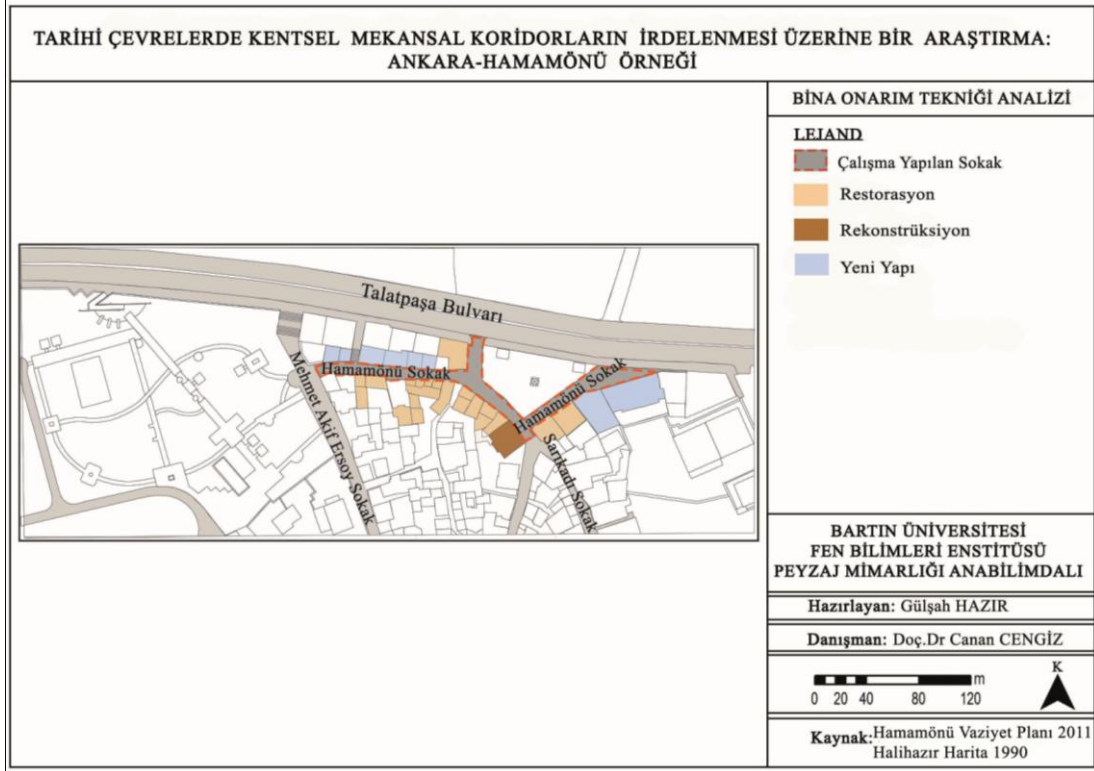 TARİHİ ÇEVRELERDE KENTSEL MEKANSAL KORİDORLARIN İRDELENMESİ ÜZERİNE BİR ARAŞTIRMA:
ANKARA-HAMAMÖNÜ ÖRNEĞİ
BİNA ONARIM TEKNİĞİ ANALİZİ
LEJAND
Çalışma Yapılan Sokak
Restorasyon
Rekonstrüksiyon
Yeni Yapı
Talatpaşa Bulvarı
Hamamönü Sokak
Hamamönü Sokak
Mehmet Akif Ersoy Sokak
Sarıkadı Sokak
BARTIN ÜNİVERSİTESİ
FEN BİLİMLERİ ENSTİTÜSÜ
PEYZAJ MİMARLIĞI ANABİLİMDALI
Hazırlayan: Gülşah HAZIR
Danışman: Doç.Dr Canan CENGİZ
m
0 20 40 80 120
K
Kaynak: Hamamönü Vaziyet Planı 2011
Halihazır Harita 1990